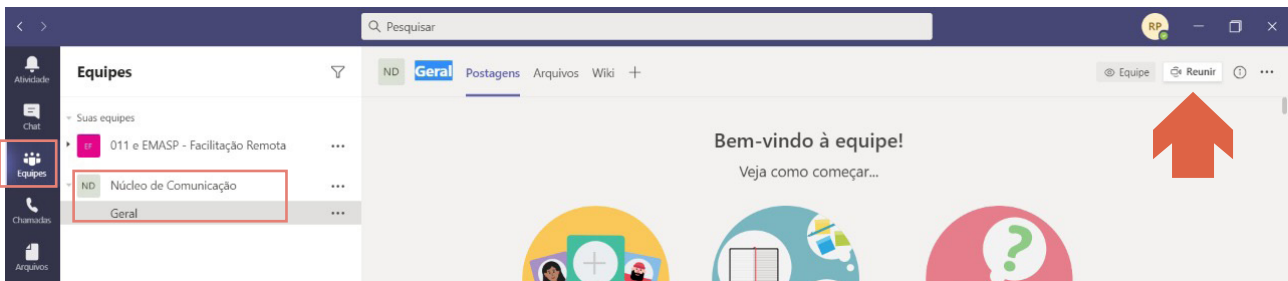 Pesquisar
RP
Atividade
Chat
Equipes
Chamadas
Arquivos
Equipes
Suas equipes
EF 011 e EMASP - Facilitação Remota ...
ND Núcleo de Comunicação ...
Geral ...
ND Geral Postagens Arquivos Wiki +
Equipe Reunir ...
Bem-vindo à equipe!
Veja como começar...
?